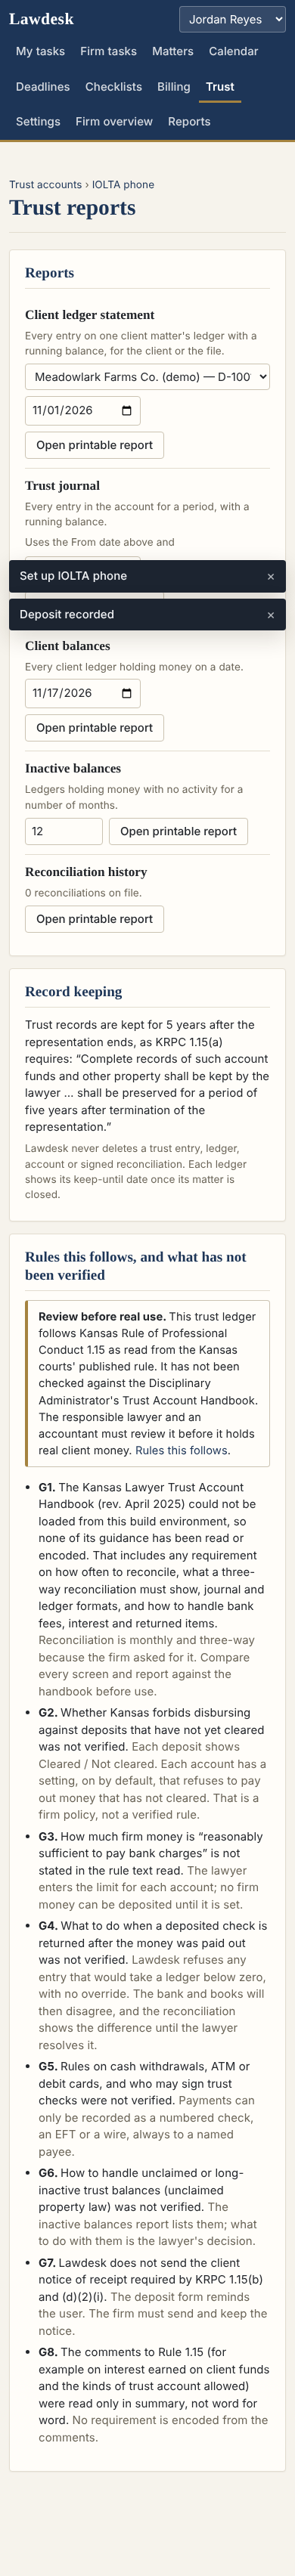 Lawdesk
Jordan Reyes
My tasks Firm tasks Matters Calendar
Deadlines Checklists Billing Trust
Settings Firm overview Reports
Trust accounts › IOLTA phone
Trust reports
Reports
Client ledger statement
Every entry on one client matter's ledger with a
running balance, for the client or the file.
Meadowlark Farms Co. (demo) — D-100
11/01/2026
Open printable report
Trust journal
Every entry in the account for a period, with a
running balance.
Uses the From date above and
Set up IOLTA phone ×
Deposit recorded ×
Client balances
Every client ledger holding money on a date.
11/17/2026
Open printable report
Inactive balances
Ledgers holding money with no activity for a
number of months.
12 Open printable report
Reconciliation history
0 reconciliations on file.
Open printable report
Record keeping
Trust records are kept for 5 years after the
representation ends, as KRPC 1.15(a)
requires: “Complete records of such account
funds and other property shall be kept by the
lawyer … shall be preserved for a period of
five years after termination of the
representation.”
Lawdesk never deletes a trust entry, ledger,
account or signed reconciliation. Each ledger
shows its keep-until date once its matter is
closed.
Rules this follows, and what has not
been verified
Review before real use. This trust ledger
follows Kansas Rule of Professional
Conduct 1.15 as read from the Kansas
courts' published rule. It has not been
checked against the Disciplinary
Administrator's Trust Account Handbook.
The responsible lawyer and an
accountant must review it before it holds
real client money. Rules this follows.
• G1. The Kansas Lawyer Trust Account
Handbook (rev. April 2025) could not be
loaded from this build environment, so
none of its guidance has been read or
encoded. That includes any requirement
on how often to reconcile, what a three-
way reconciliation must show, journal and
ledger formats, and how to handle bank
fees, interest and returned items.
Reconciliation is monthly and three-way
because the firm asked for it. Compare
every screen and report against the
handbook before use.
• G2. Whether Kansas forbids disbursing
against deposits that have not yet cleared
was not verified. Each deposit shows
Cleared / Not cleared. Each account has a
setting, on by default, that refuses to pay
out money that has not cleared. That is a
firm policy, not a verified rule.
• G3. How much firm money is “reasonably
sufficient to pay bank charges” is not
stated in the rule text read. The lawyer
enters the limit for each account; no firm
money can be deposited until it is set.
• G4. What to do when a deposited check is
returned after the money was paid out
was not verified. Lawdesk refuses any
entry that would take a ledger below zero,
with no override. The bank and books will
then disagree, and the reconciliation
shows the difference until the lawyer
resolves it.
• G5. Rules on cash withdrawals, ATM or
debit cards, and who may sign trust
checks were not verified. Payments can
only be recorded as a numbered check,
an EFT or a wire, always to a named
payee.
• G6. How to handle unclaimed or long-
inactive trust balances (unclaimed
property law) was not verified. The
inactive balances report lists them; what
to do with them is the lawyer's decision.
• G7. Lawdesk does not send the client
notice of receipt required by KRPC 1.15(b)
and (d)(2)(i). The deposit form reminds
the user. The firm must send and keep the
notice.
• G8. The comments to Rule 1.15 (for
example on interest earned on client funds
and the kinds of trust account allowed)
were read only in summary, not word for
word. No requirement is encoded from the
comments.